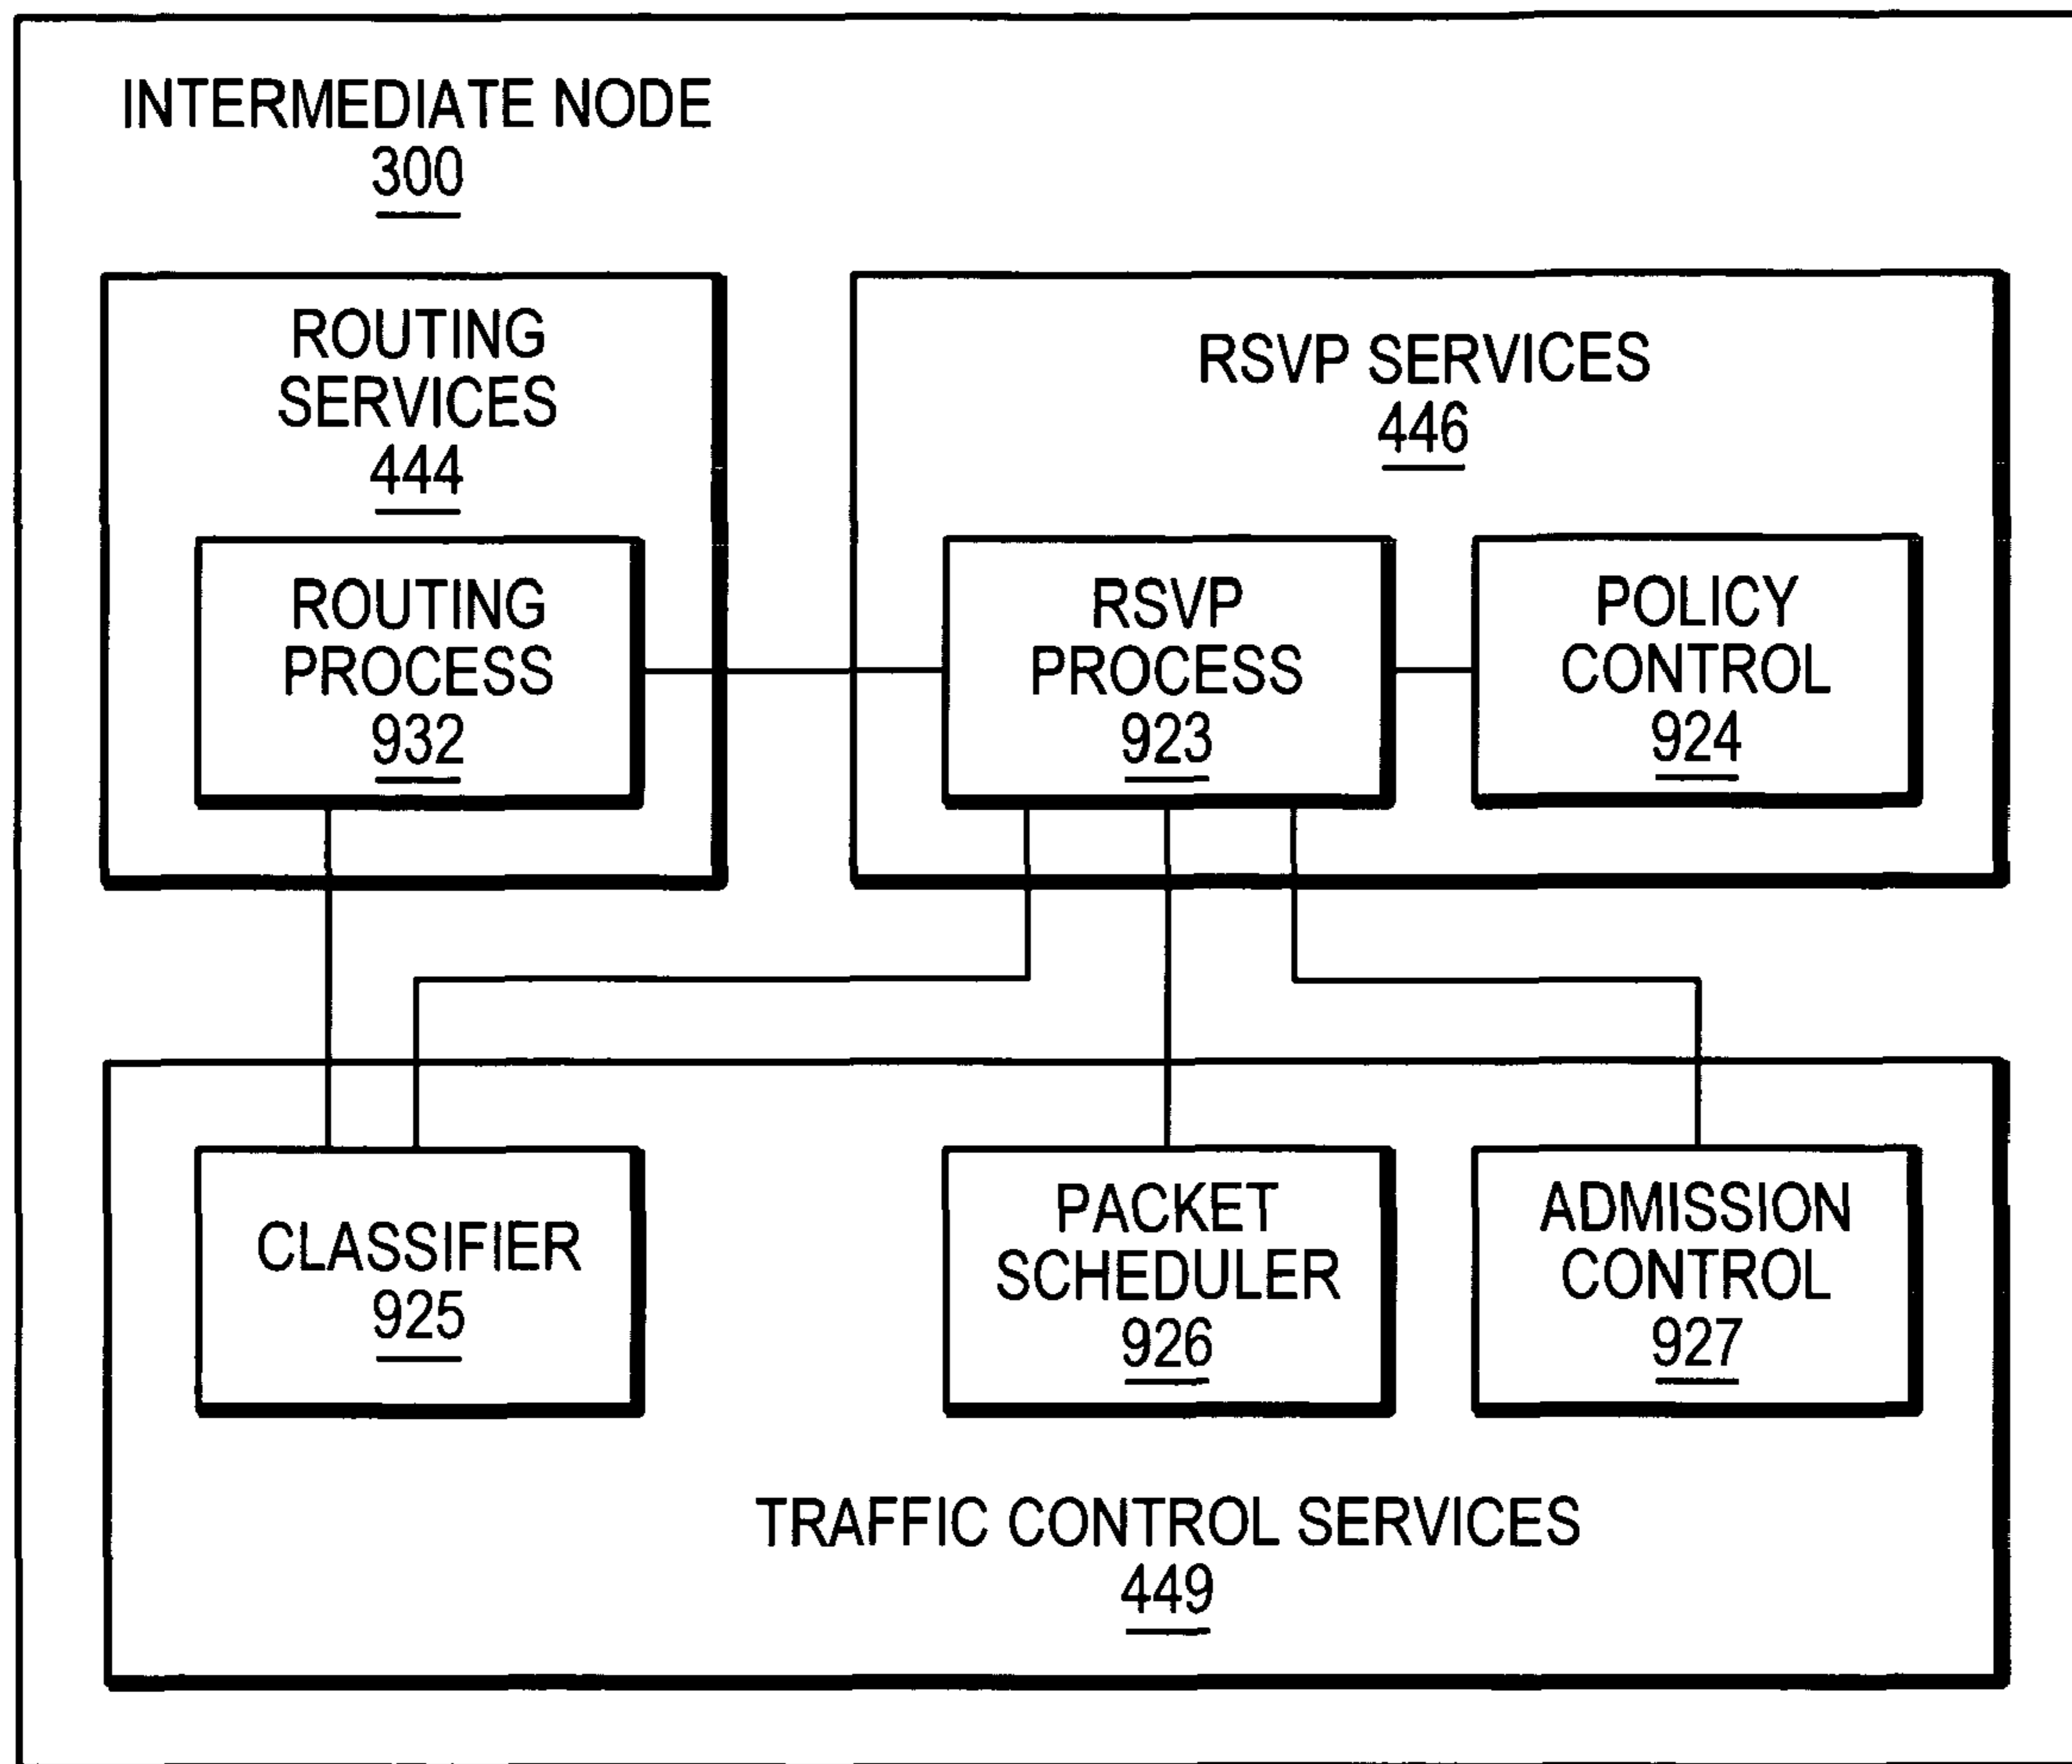 INTERMEDIATE NODE
300
ROUTING
SERVICES
444
ROUTING
PROCESS
932
RSVP SERVICES
446
RSVP
PROCESS
923
POLICY
CONTROL
924
CLASSIFIER
925
PACKET
SCHEDULER
926
ADMISSION
CONTROL
927
TRAFFIC CONTROL SERVICES
449